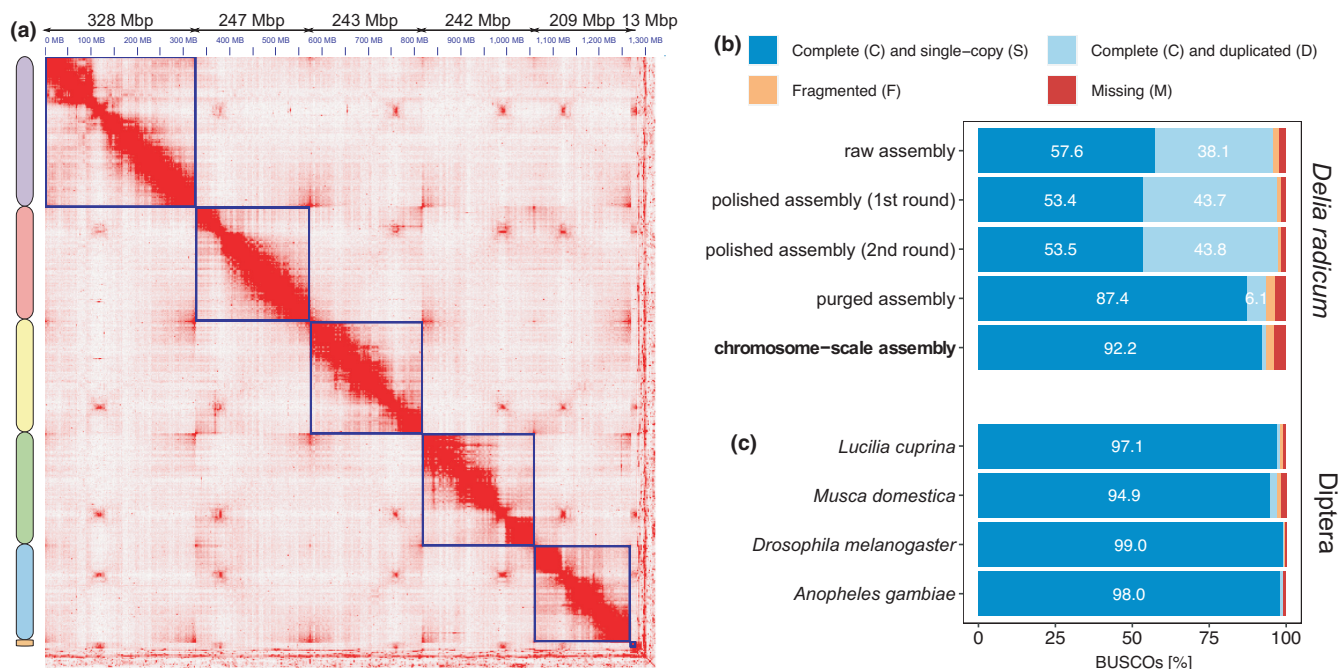 (a)
328 Mbp 247 Mbp 243 Mbp 242 Mbp 209 Mbp 13 Mbp
0 MB 100 MB 200 MB 300 MB 400 MB 500 MB 600 MB 700 MB 800 MB 900 MB 1,000 MB 1,100 MB 1,200 MB 1,300 MB
(b)
Complete (C) and single−copy (S) Complete (C) and duplicated (D)
Fragmented (F) Missing (M)
raw assembly 57.6 38.1
polished assembly (1st round) 53.4 43.7
polished assembly (2nd round) 53.5 43.8
purged assembly 87.4 6.1
chromosome−scale assembly 92.2
Delia radicum
(c)
Lucilia cuprina 97.1
Musca domestica 94.9
Drosophila melanogaster 99.0
Anopheles gambiae 98.0
Diptera
0 25 50 75 100
BUSCOs [%]